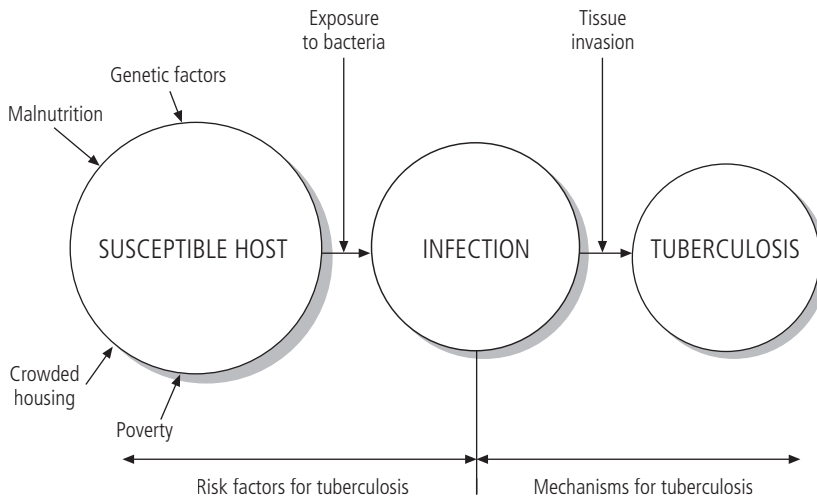 Exposure
to bacteria
Tissue
invasion
Genetic factors
Malnutrition
SUSCEPTIBLE HOST
INFECTION
TUBERCULOSIS
Crowded
housing
Poverty
Risk factors for tuberculosis
Mechanisms for tuberculosis